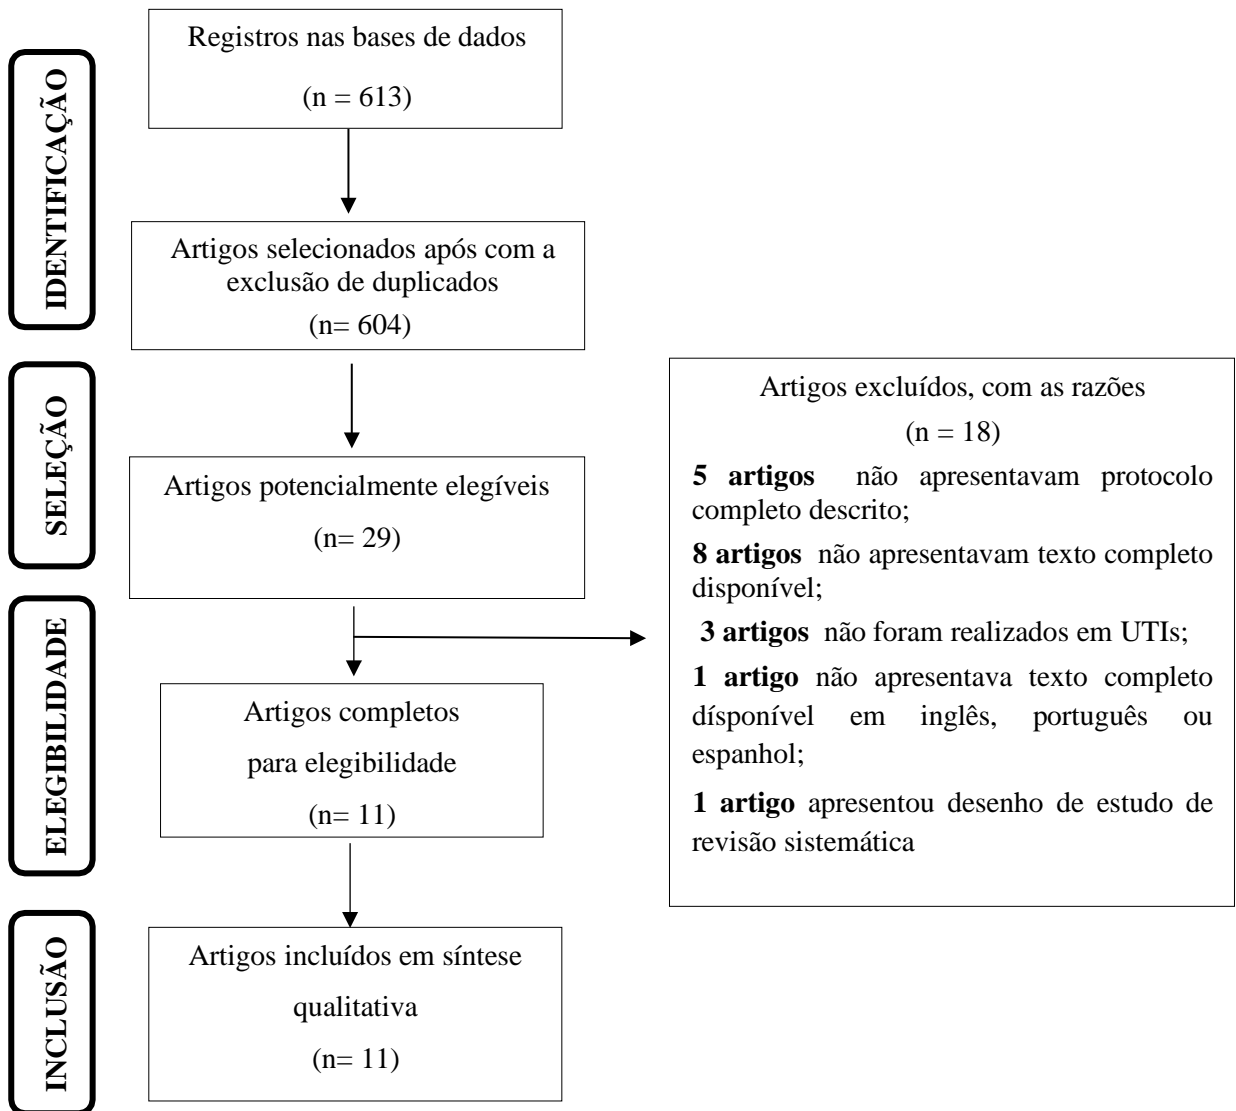 IDENTIFICAÇÃO
Registros nas bases de dados
(n = 613)
Artigos selecionados após com a
exclusão de duplicados
(n= 604)
SELEÇÃO
Artigos potencialmente elegíveis
(n= 29)
Artigos excluídos, com as razões
(n = 18)
5 artigos não apresentavam protocolo
completo descrito;
8 artigos não apresentavam texto completo
disponível;
3 artigos não foram realizados em UTIs;
1 artigo não apresentava texto completo
dísponível em inglês, português ou
espanhol;
1 artigo apresentou desenho de estudo de
revisão sistemática
ELEGIBILIDADE
Artigos completos
para elegibilidade
(n= 11)
INCLUSÃO
Artigos incluídos em síntese
qualitativa
(n= 11)